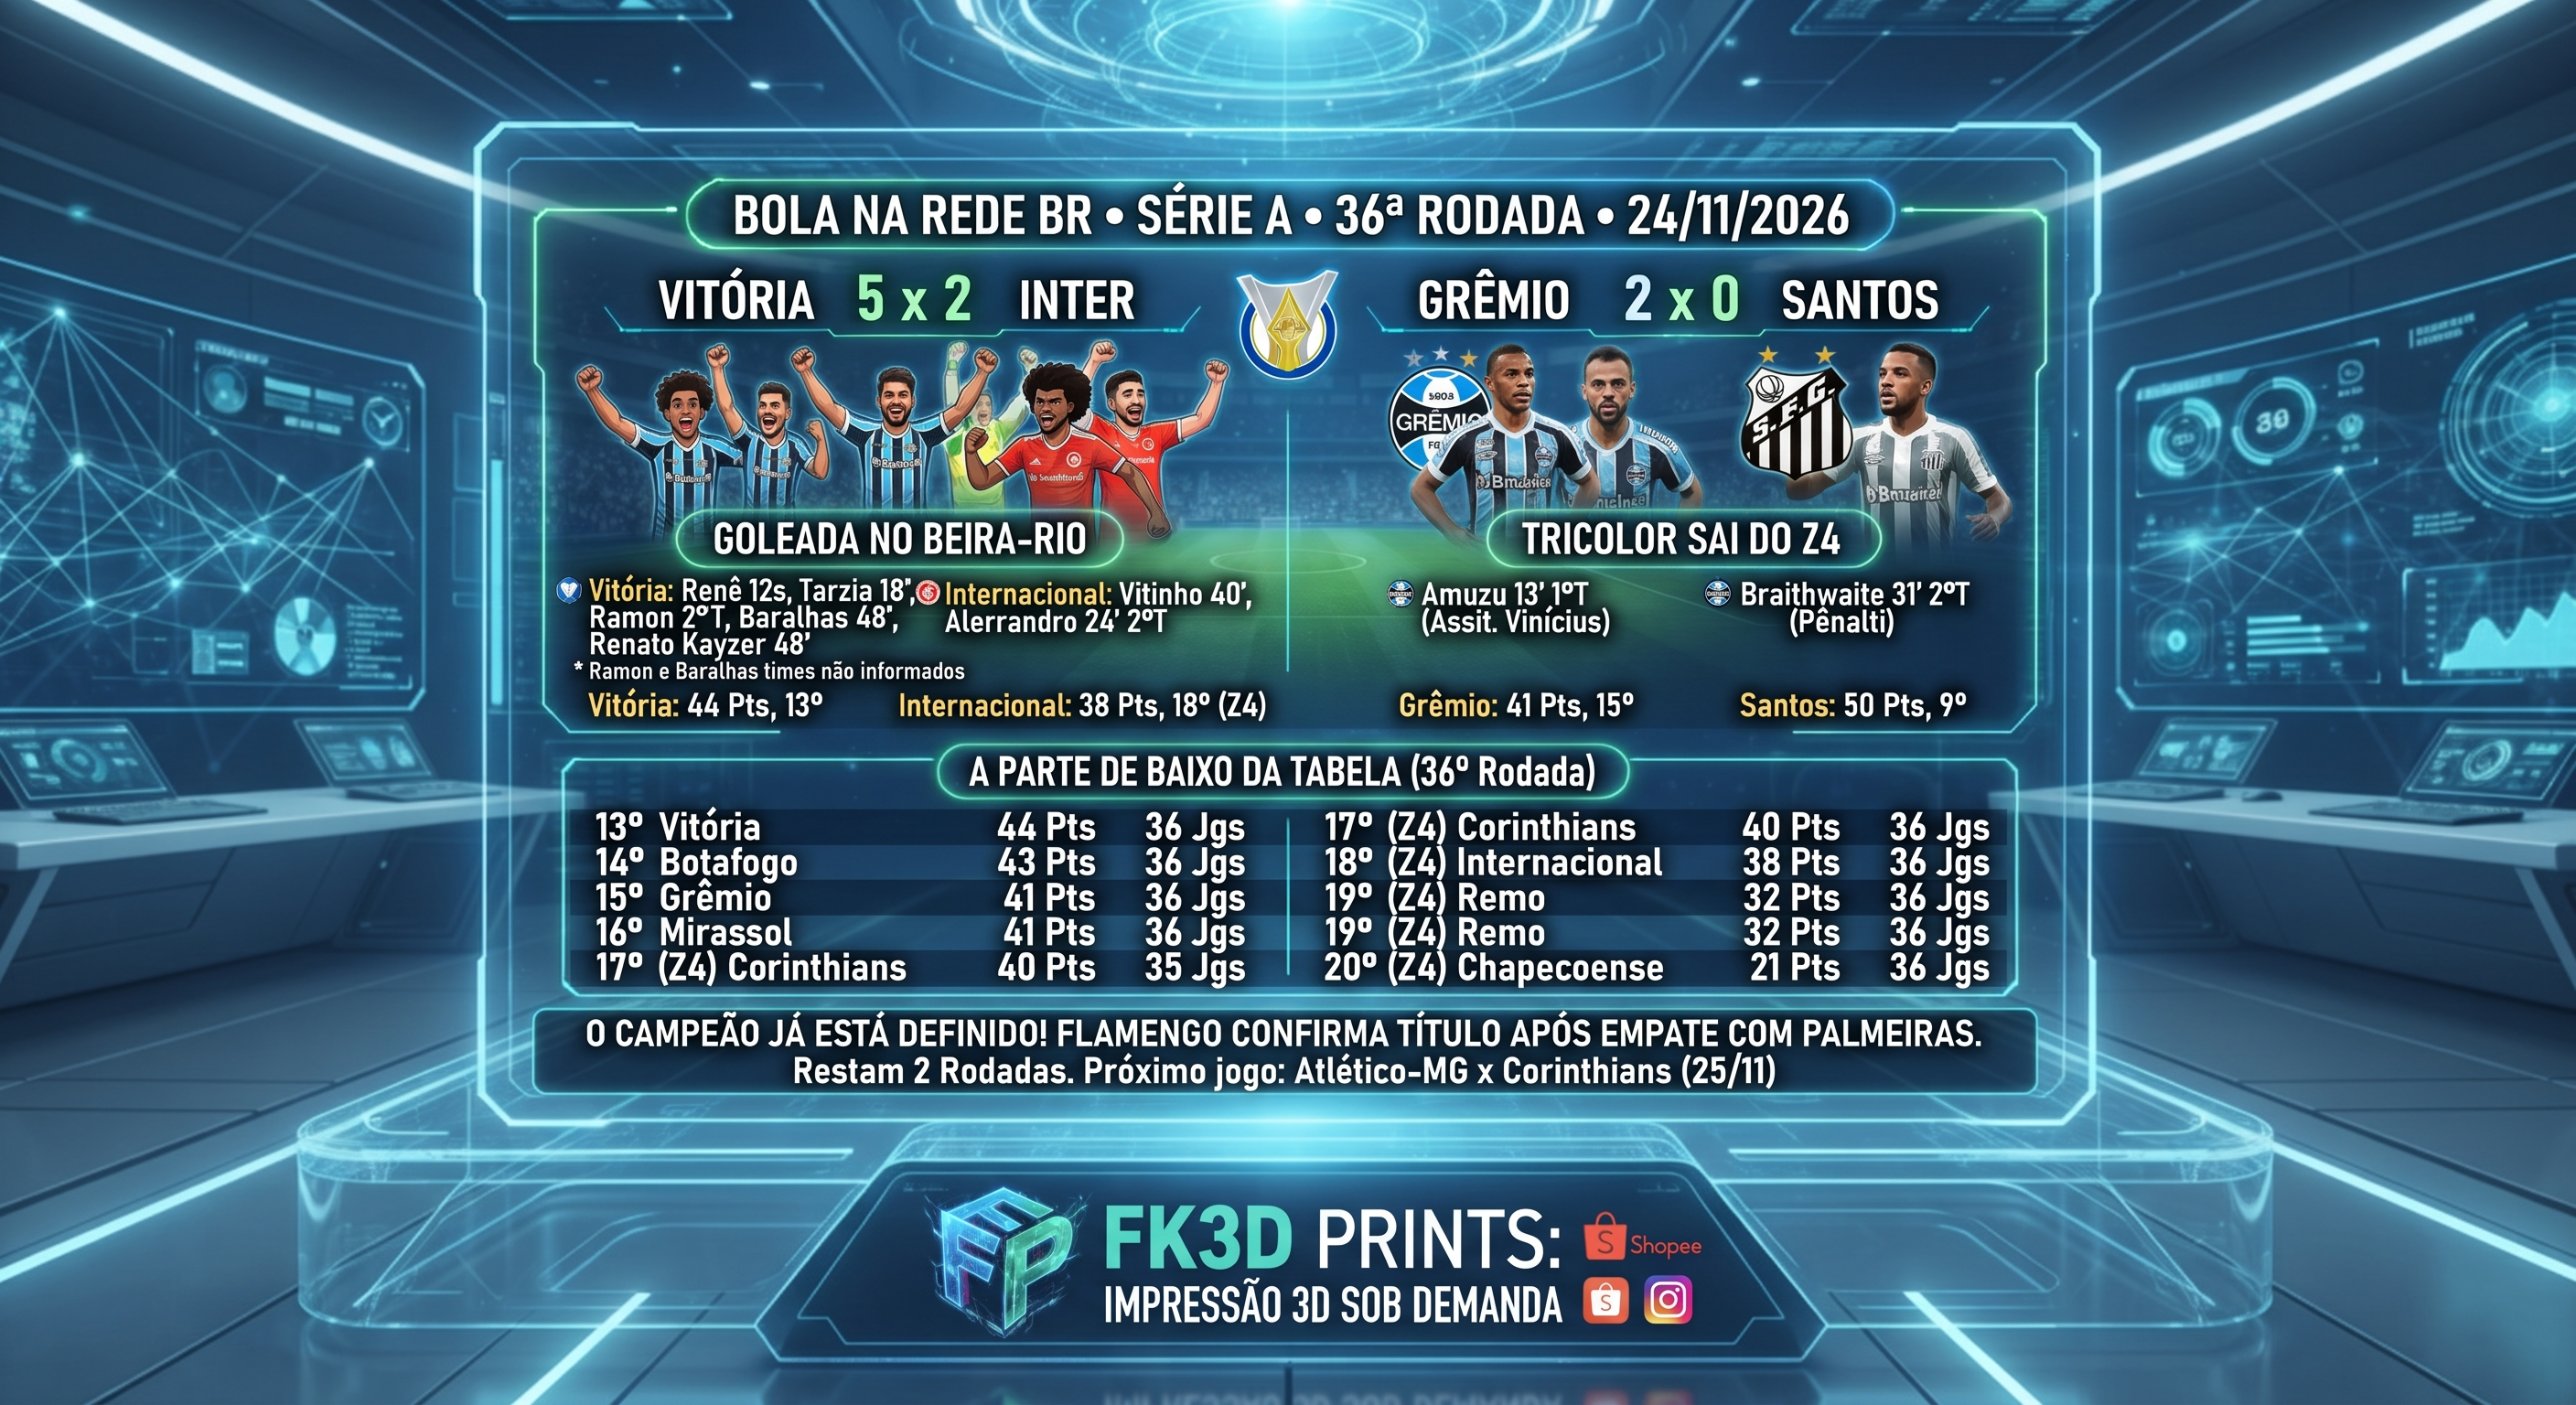 BOLA NA REDE BR • SÉRIE A • 36ª RODADA • 24/11/2026
VITÓRIA 5 x 2 INTER
GRÊMIO 2 x 0 SANTOS
GRÊMIO
S.F.C.
GOLEADA NO BEIRA-RIO
TRICOLOR SAI DO Z4
Vitória: Renê 12s, Tarzia 18',
Ramon 2ºT, Baralhas 48',
Renato Kayzer 48'
* Ramon e Baralhas times não informados
Internacional: Vitinho 40',
Alerrandro 24' 2ºT
Amuzu 13' 1ºT
(Assit. Vinícius)
Braithwaite 31' 2ºT
(Pênalti)
Vitória: 44 Pts, 13º
Internacional: 38 Pts, 18º (Z4)
Grêmio: 41 Pts, 15º
Santos: 50 Pts, 9º
A PARTE DE BAIXO DA TABELA (36º Rodada)
13º Vitória 44 Pts 36 Jgs
14º Botafogo 43 Pts 36 Jgs
15º Grêmio 41 Pts 36 Jgs
16º Mirassol 41 Pts 36 Jgs
17º (Z4) Corinthians 40 Pts 35 Jgs
17º (Z4) Corinthians 40 Pts 36 Jgs
18º (Z4) Internacional 38 Pts 36 Jgs
19º (Z4) Remo 32 Pts 36 Jgs
19º (Z4) Remo 32 Pts 36 Jgs
20º (Z4) Chapecoense 21 Pts 36 Jgs
O CAMPEÃO JÁ ESTÁ DEFINIDO! FLAMENGO CONFIRMA TÍTULO APÓS EMPATE COM PALMEIRAS.
Restam 2 Rodadas. Próximo jogo: Atlético-MG x Corinthians (25/11)
FK3D PRINTS:
Shopee
IMPRESSÃO 3D SOB DEMANDA